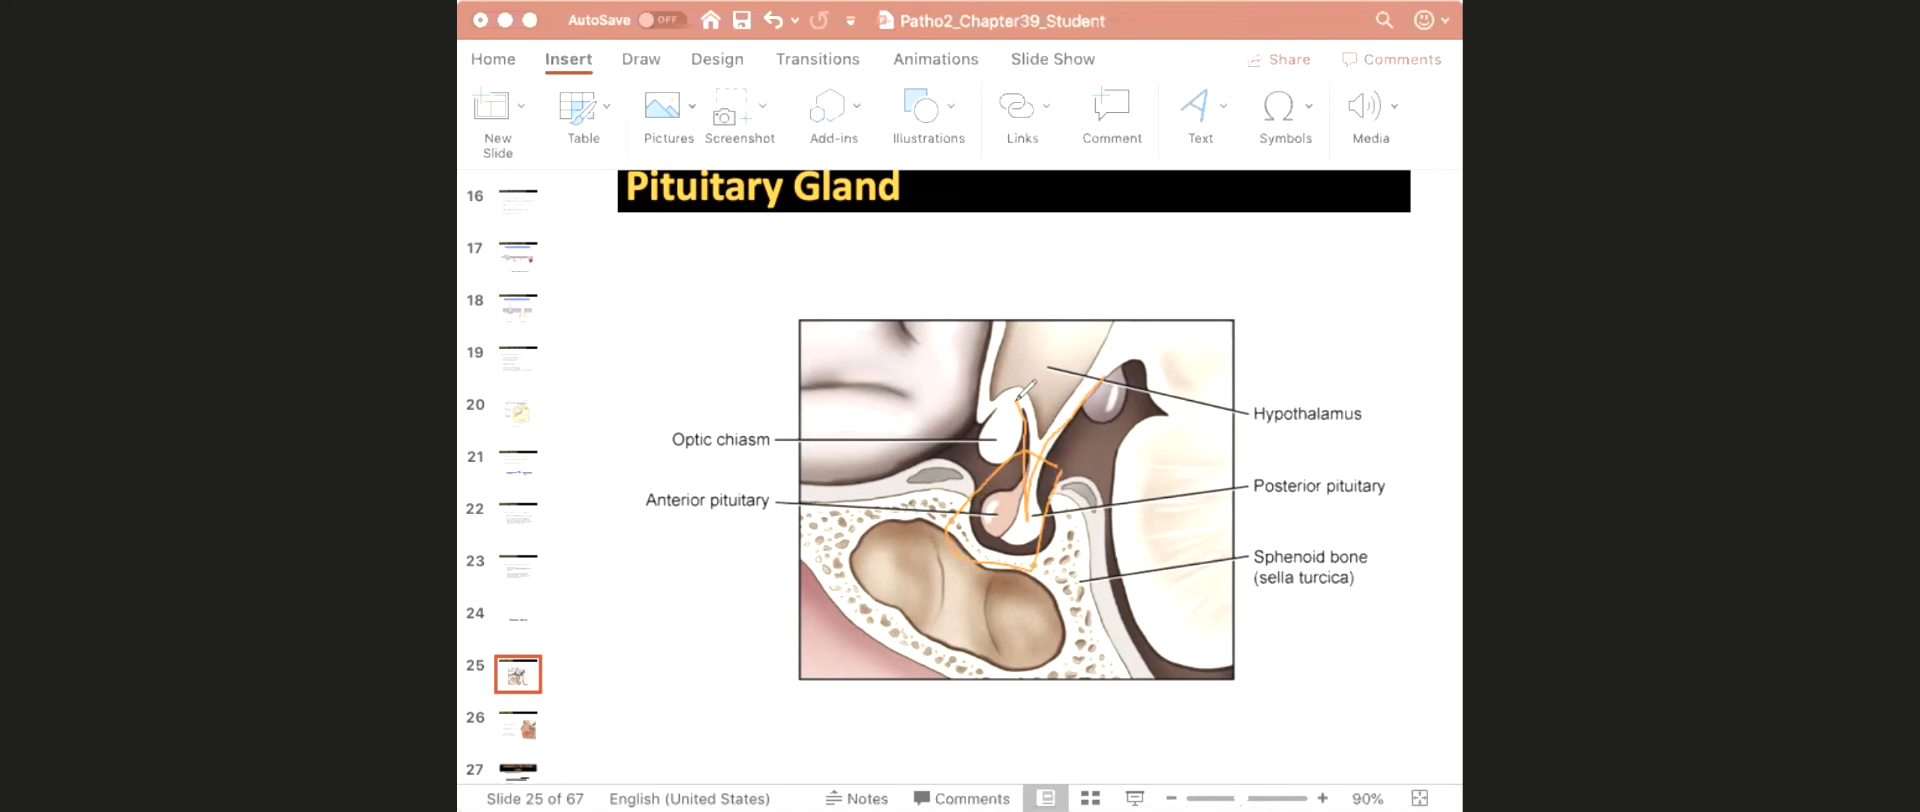 AutoSave OFF Patho2_Chapter39_Student
Home Insert Draw Design Transitions Animations Slide Show Share Comments
New Slide Table Pictures Screenshot Add-ins Illustrations Links Comment Text Symbols Media
Pituitary Gland
16
17
18
19
20
21
22
23
24
25
26
27
Hypothalamus
Optic chiasm
Posterior pituitary
Anterior pituitary
Sphenoid bone
(sella turcica)
Slide 25 of 67 English (United States) Notes Comments 90%